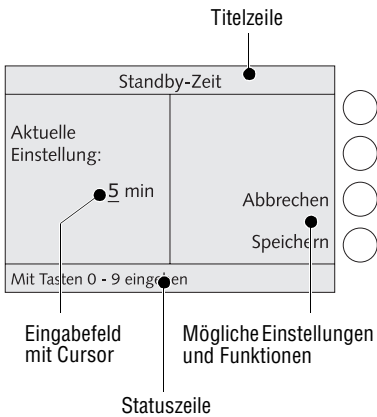 Titelzeile
Standby-Zeit
Aktuelle
Einstellung:
5 min
Abbrechen
Speichern
Mit Tasten 0 - 9 eingeben
Eingabefeld
mit Cursor
Mögliche Einstellungen
und Funktionen
Statuszeile